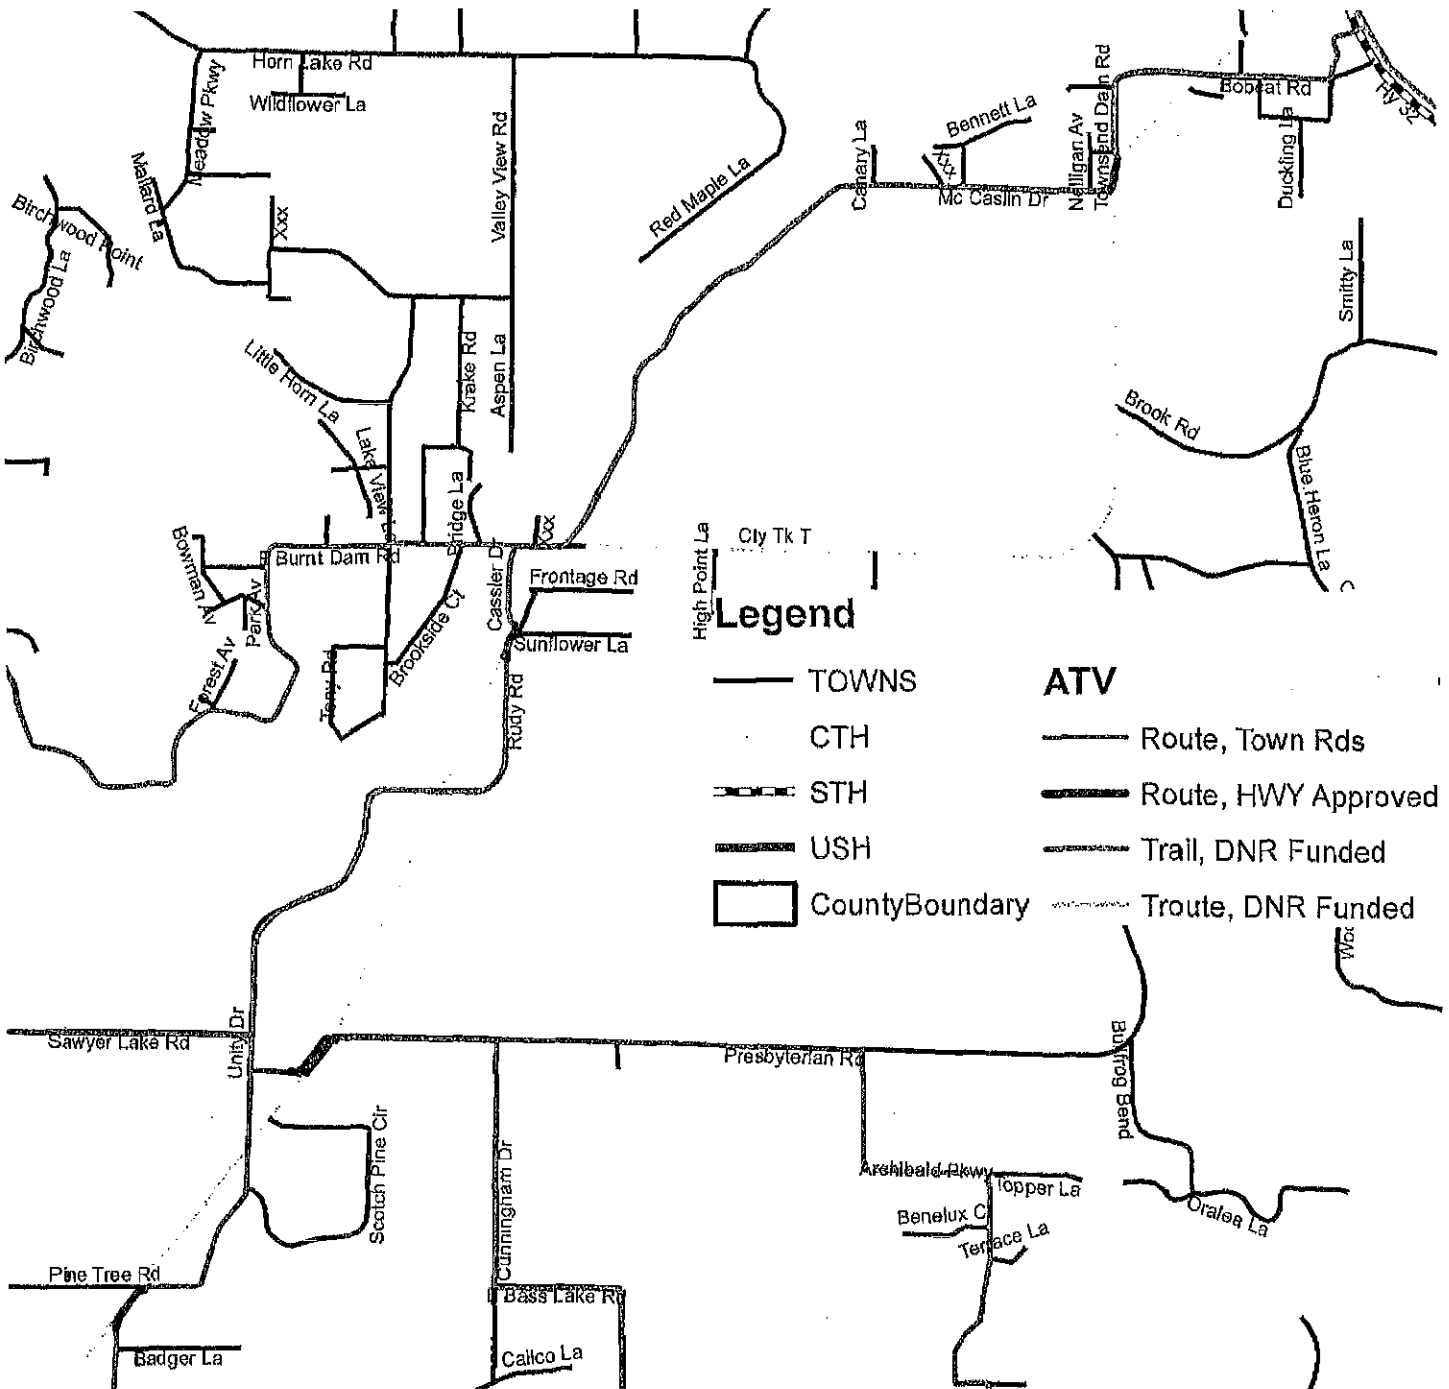 Horn Lake Rd
Wildflower La
Meadow Pkwy
Mallard La
Birchwood Point
Birchwood La
Xxx
Valley View Rd
Red Maple La
Canary La
Bennett La
Xxx
Mc Caslin Dr
Nelligan Av
Townsend Dam Rd
Bobcat Rd
Hy 32
Duckling La
Smitty La
Little Horn La
Krake Rd
Aspen La
Brook Rd
Blue Heron La
Lake View La
Bridge La
Xxx
Bowman Av
Burnt Dam Rd
Park Av
Cassler Dr
Frontage Rd
High Point La
Cty Tk T
C
Forest Av
Brookside Ct
Sunflower La
Rudy Rd
Legend
TOWNS
CTH
STH
USH
CountyBoundary
ATV
Route, Town Rds
Route, HWY Approved
Trail, DNR Funded
Troute, DNR Funded
Sawyer Lake Rd
Unity Dr
Presbyterian Rd
Bullfrog Bend
Scotch Pine Cir
Cunningham Dr
Archibald Pkwy
Topper La
Benelux C
Terrace La
Oralea La
Pine Tree Rd
Bass Lake Rd
Badger La
Calico La